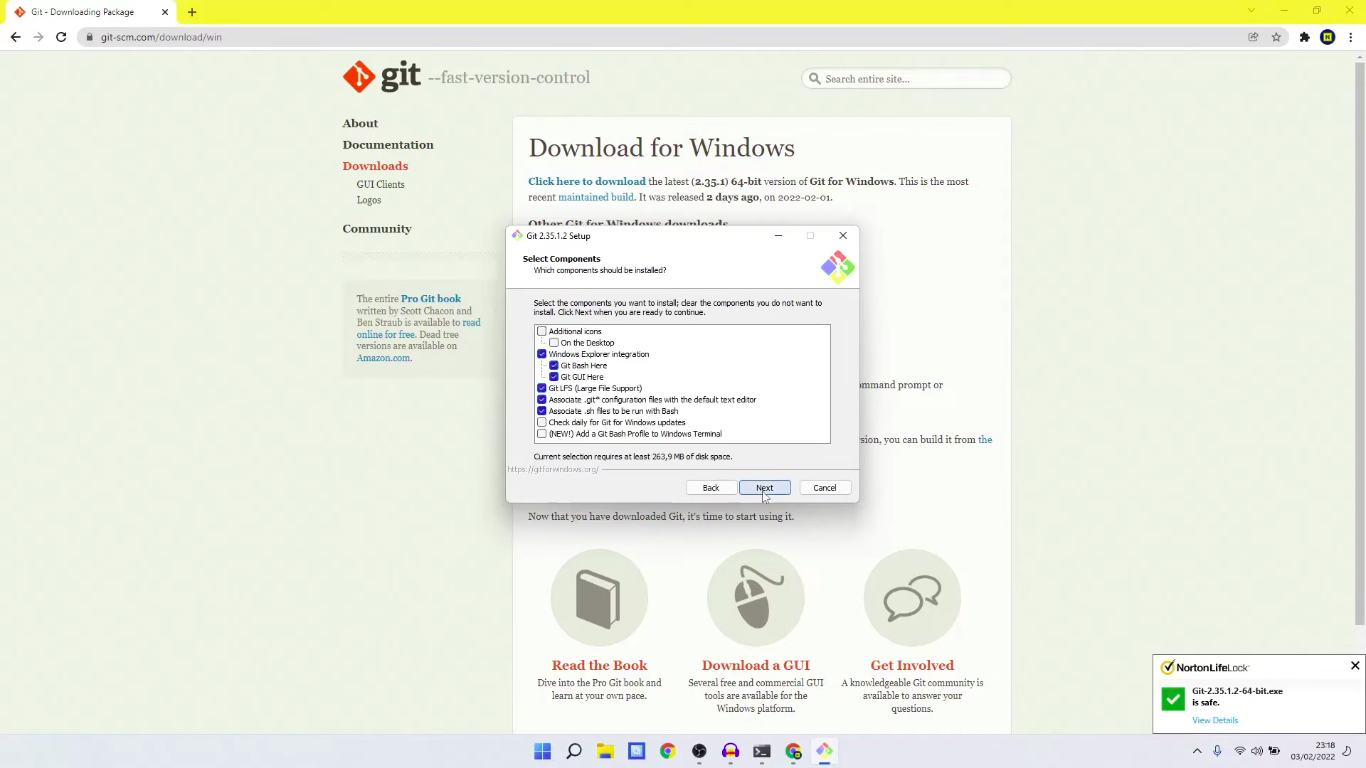 Git - Downloading Package
git-scm.com/download/win
git --fast-version-control
Search entire site...
About
Documentation
Downloads
GUI Clients
Logos
Community
The entire Pro Git book
written by Scott Chacon and
Ben Straub is available to read
online for free. Dead tree
versions are available on
Amazon.com.
Download for Windows
Click here to download the latest (2.35.1) 64-bit version of Git for Windows. This is the most
recent maintained build. It was released 2 days ago, on 2022-02-01.
Other Git for Windows downloads
Git 2.35.1.2 Setup
Select Components
Which components should be installed?
Select the components you want to install; clear the components you do not want to
install. Click Next when you are ready to continue.
Additional icons
On the Desktop
Windows Explorer integration
Git Bash Here
Git GUI Here
Git LFS (Large File Support)
Associate .git* configuration files with the default text editor
Associate .sh files to be run with Bash
Check daily for Git for Windows updates
(NEW!) Add a Git Bash Profile to Windows Terminal
Current selection requires at least 263,9 MB of disk space.
https://gitforwindows.org/
Back
Next
Cancel
command prompt or
version, you can build it from the
Now that you have downloaded Git, it's time to start using it.
Read the Book
Dive into the Pro Git book and
learn at your own pace.
Download a GUI
Several free and commercial GUI
tools are available for the
Windows platform.
Get Involved
A knowledgeable Git community is
available to answer your
questions.
NortonLifeLock
Git-2.35.1.2-64-bit.exe
is safe.
View Details
23:18
03/02/2022